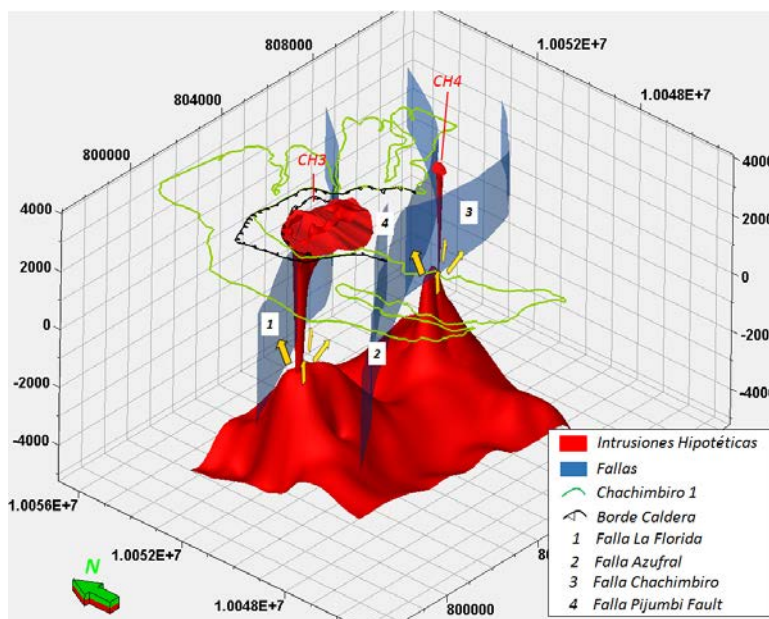 808000
1.0052E+7
1.0048E+7
804000
CH4
800000
CH3
4000
4000
3
2000
4
2000
0
0
1
-2000
-2000
2
-4000
-4000
Intrusiones Hipotéticas
Fallas
Chachimbiro 1
Borde Caldera
1 Falla La Florida
2 Falla Azufral
3 Falla Chachimbiro
4 Falla Pijumbi Fault
1.0056E+7
1.0052E+7
1.0048E+7
800000
N